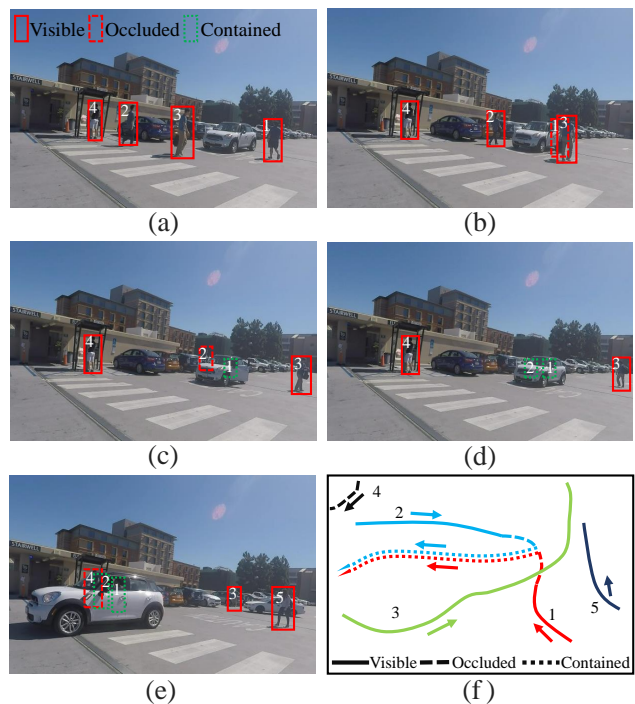 Visible Occluded Contained
STAIRWELL
4 2 3 1
(a)
STAIRWELL
4 2 1 3
(b)
STAIRWELL
4 2 1 3
(c)
STAIRWELL
4 2 1 3
(d)
STAIRWELL
4 2 1 3 5
(e)
4
2
3
1
5
Visible Occluded Contained
(f)